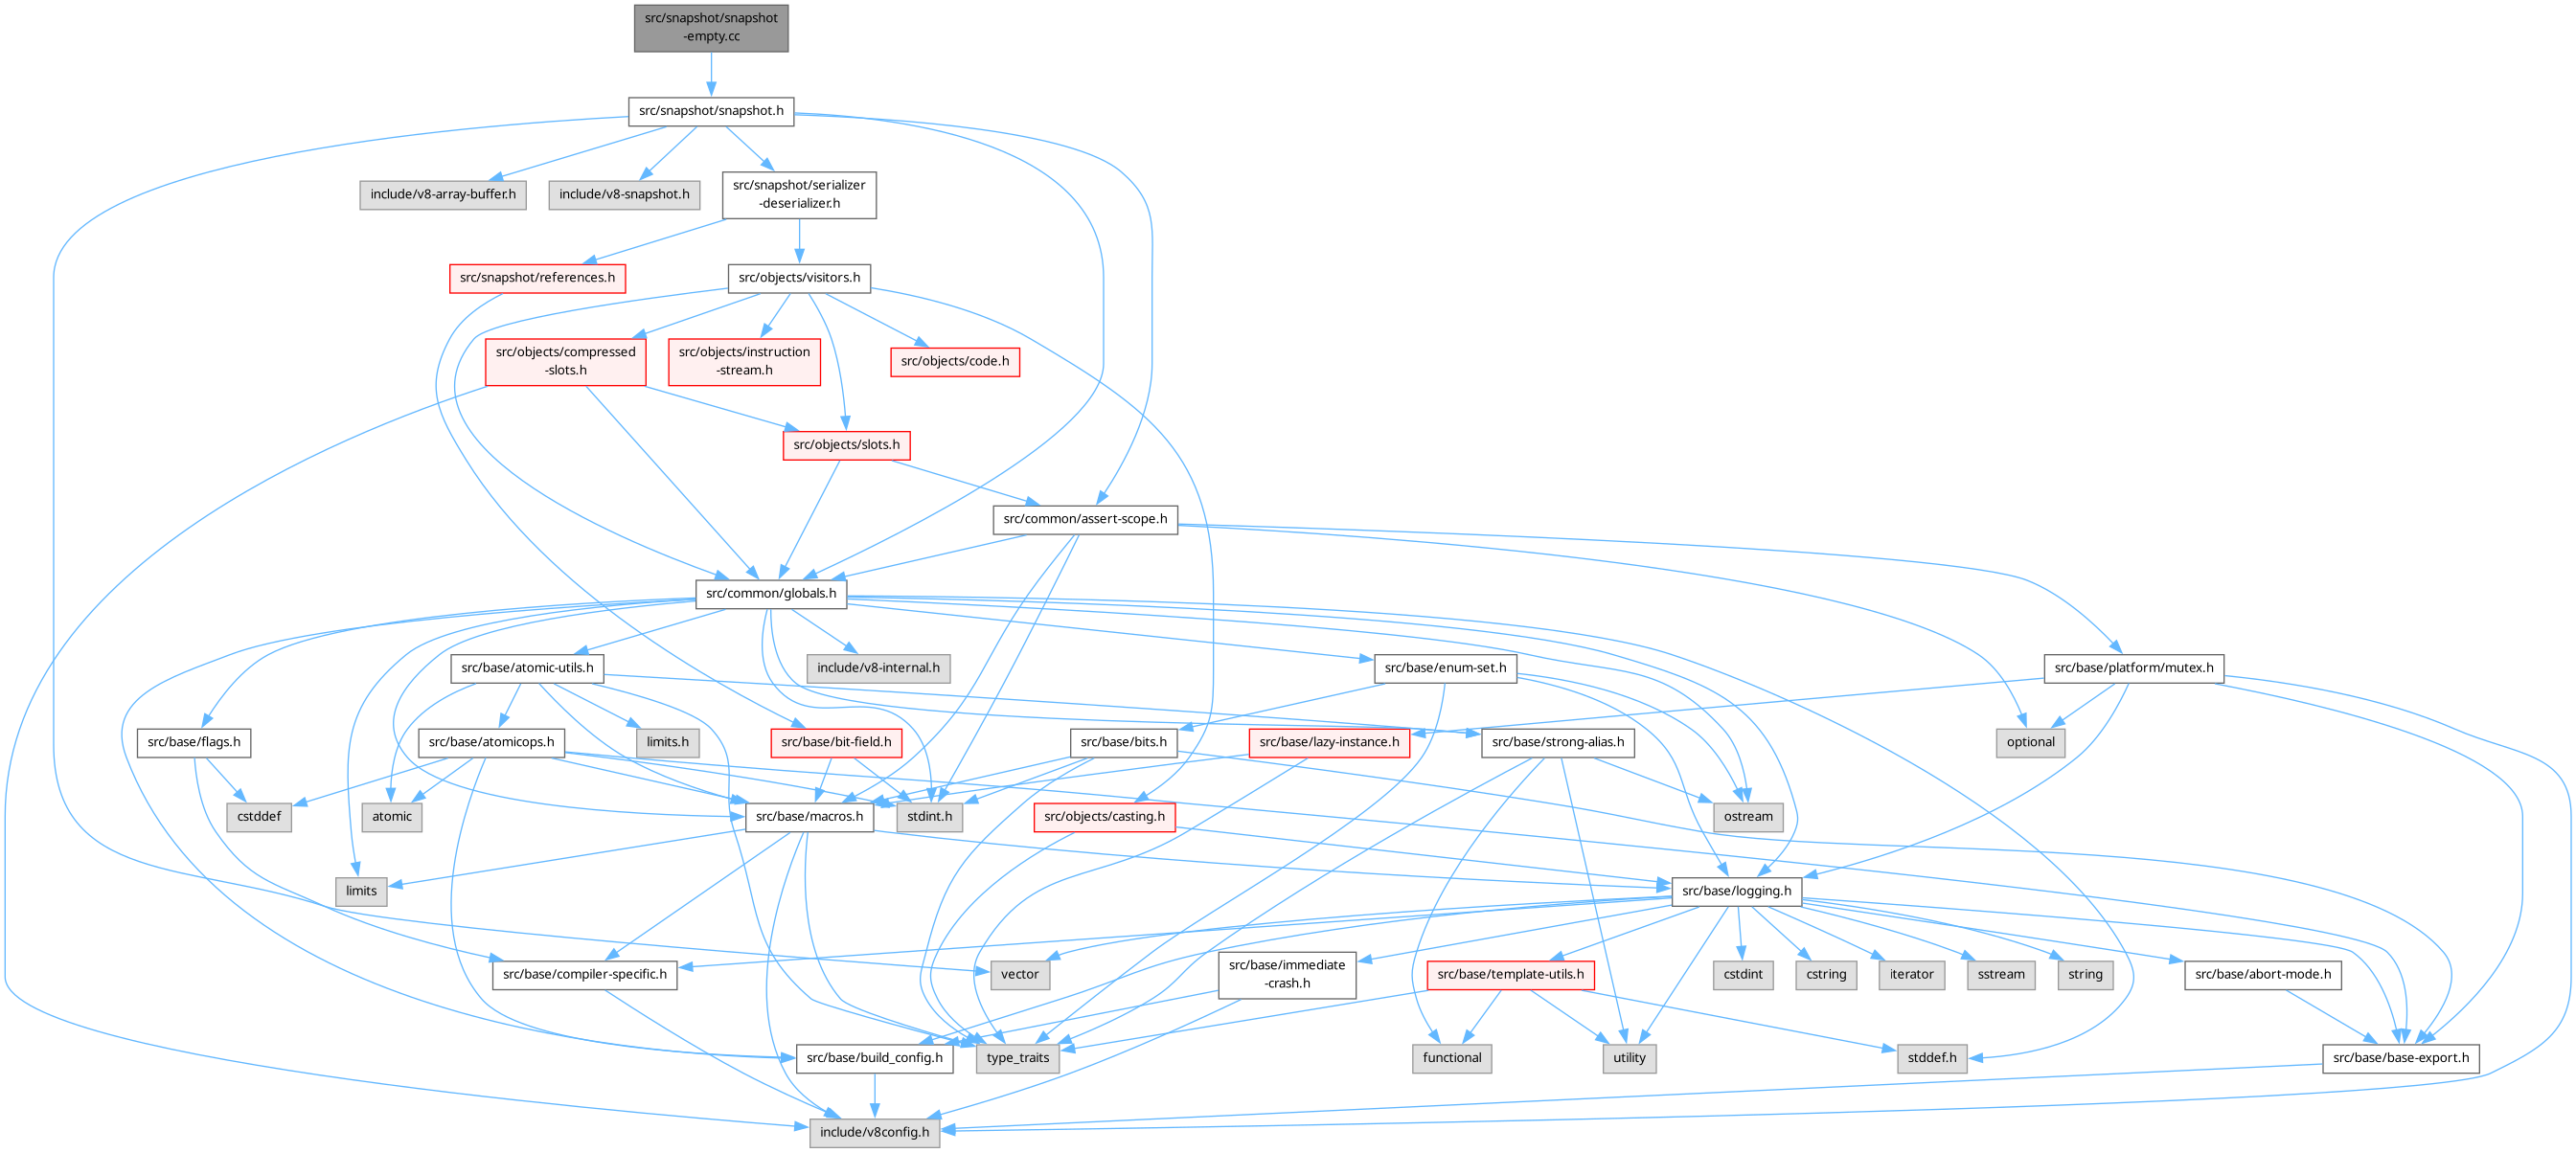 src/snapshot/snapshot
-empty.cc
src/snapshot/snapshot.h
include/v8-array-buffer.h
include/v8-snapshot.h
src/snapshot/serializer
-deserializer.h
src/snapshot/references.h
src/objects/visitors.h
src/objects/compressed
-slots.h
src/objects/instruction
-stream.h
src/objects/code.h
src/objects/slots.h
src/common/assert-scope.h
src/common/globals.h
src/base/atomic-utils.h
include/v8-internal.h
src/base/enum-set.h
src/base/platform/mutex.h
src/base/flags.h
src/base/atomicops.h
limits.h
src/base/bit-field.h
src/base/bits.h
src/base/lazy-instance.h
src/base/strong-alias.h
optional
cstddef
atomic
src/base/macros.h
stdint.h
src/objects/casting.h
ostream
limits
src/base/logging.h
src/base/compiler-specific.h
vector
src/base/immediate
-crash.h
src/base/template-utils.h
cstdint
cstring
iterator
sstream
string
src/base/abort-mode.h
src/base/build_config.h
type_traits
functional
utility
stddef.h
src/base/base-export.h
include/v8config.h